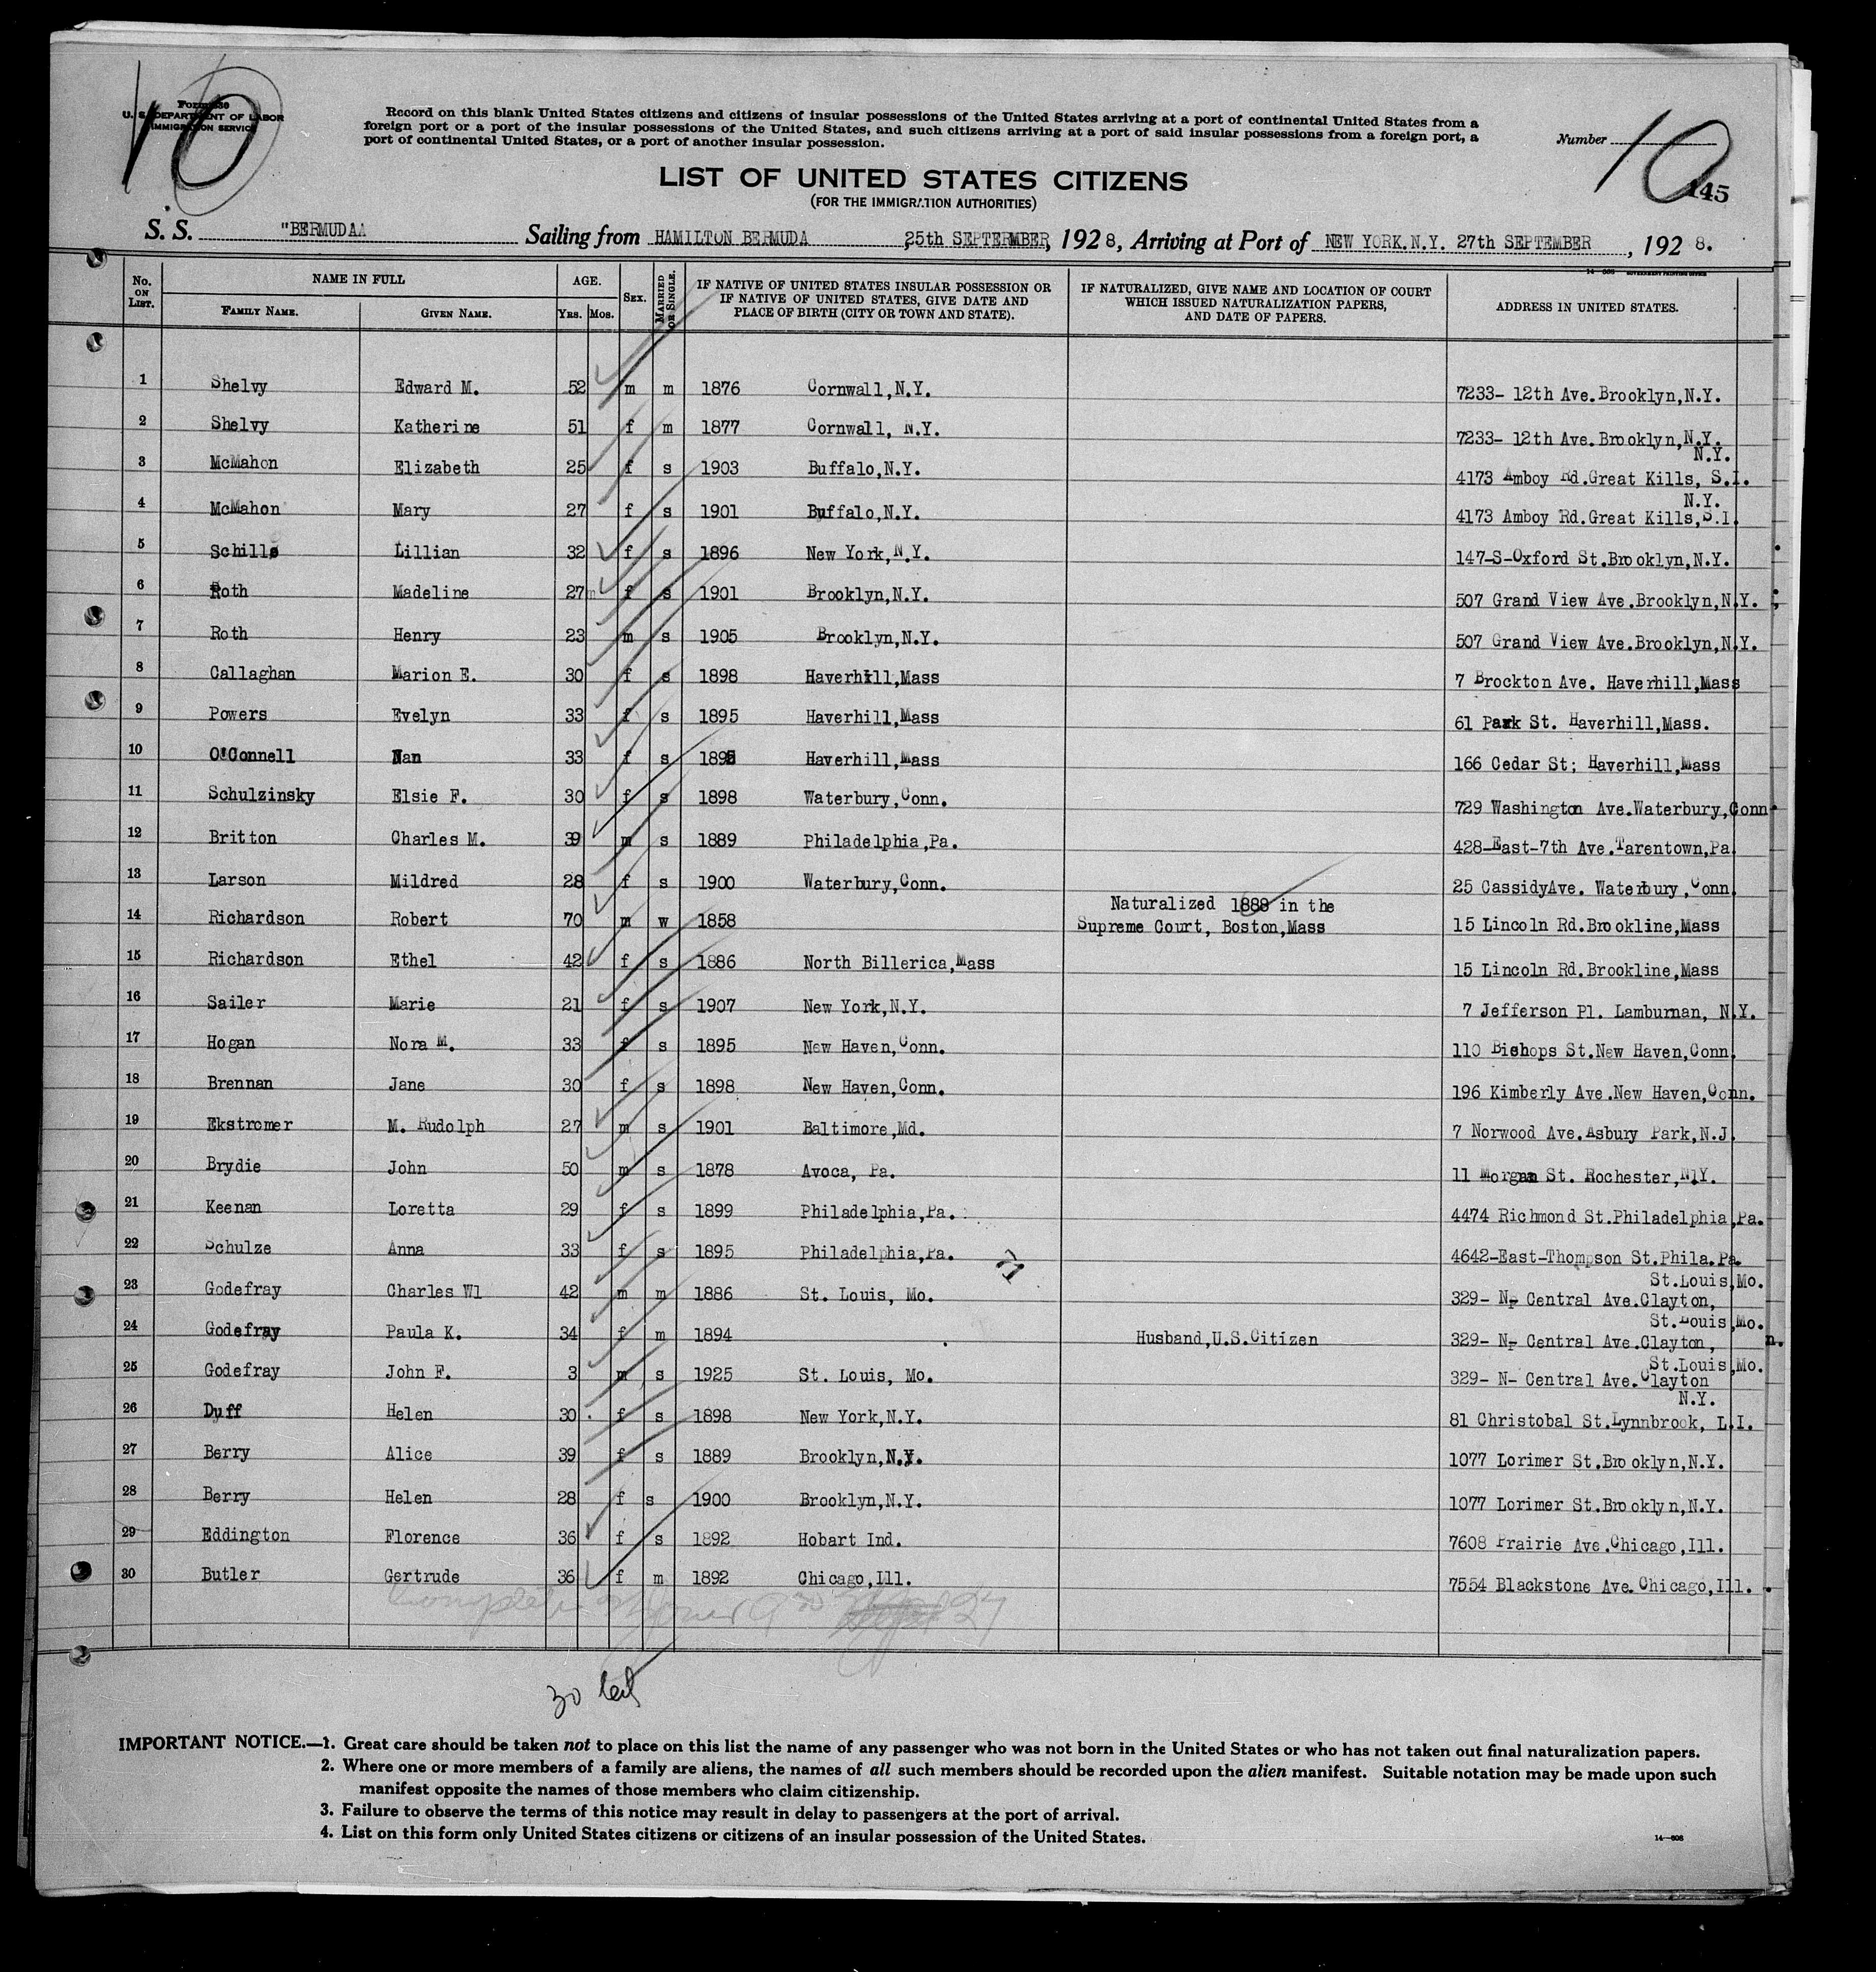 10
Form 630
U. S. DEPARTMENT OF LABOR
IMMIGRATION SERVICE
Record on this blank United States citizens and citizens of insular possessions of the United States arriving at a port of continental United States from a
foreign port or a port of the insular possessions of the United States, and such citizens arriving at a port of said insular possessions from a foreign port, a
port of continental United States, or a port of another insular possession.
Number 10
145
LIST OF UNITED STATES CITIZENS
(FOR THE IMMIGRATION AUTHORITIES)
S. S. "BERMUDAA Sailing from HAMILTON BERMUDA 25th SEPTERMBER, 1928, Arriving at Port of NEW YORK.N.Y. 27th SEPTEMBER, 1928.
No. ON LIST. NAME IN FULL FAMILY NAME. GIVEN NAME. AGE. YRS. MOS. SEX. MARRIED OR SINGLE. IF NATIVE OF UNITED STATES INSULAR POSSESSION OR IF NATIVE OF UNITED STATES, GIVE DATE AND PLACE OF BIRTH (CITY OR TOWN AND STATE). IF NATURALIZED, GIVE NAME AND LOCATION OF COURT WHICH ISSUED NATURALIZATION PAPERS, AND DATE OF PAPERS. ADDRESS IN UNITED STATES.
1 Shelvy Edward M. 52 m m 1876 Cornwall,N.Y. 7233- 12th Ave.Brooklyn,N.Y.
2 Shelvy Katherine 51 f m 1877 Cornwall, N.Y. 7233- 12th Ave.Brooklyn,N.Y.
3 McMahon Elizabeth 25 f s 1903 Buffalo,N.Y. 4173 Amboy Rd.Great Kills, S.I. N.Y.
4 McMahon Mary 27 f s 1901 Buffalo,N.Y. 4173 Amboy Rd.Great Kills,S.I. N.Y.
5 Schills Lillian 32 f s 1896 New York,N.Y. 147-S-Oxford St.Brooklyn,N.Y.
6 Roth Madeline 27 f s 1901 Brooklyn,N.Y. 507 Grand View Ave.Brooklyn,N.Y.
7 Roth Henry 23 m s 1905 Brooklyn,N.Y. 507 Grand View Ave.Brooklyn,N.Y.
8 Callaghan Marion E. 30 f s 1898 Haverhill,Mass 7 Brockton Ave. Haverhill,Mass
9 Powers Evelyn 33 f s 1895 Haverhill,Mass 61 Park St. Haverhill,Mass.
10 O'Connell Nan 33 f s 1895 Haverhill,Mass 166 Cedar St; Haverhill,Mass
11 Schulzinsky Elsie F. 30 f s 1898 Waterbury,Conn. 729 Washington Ave.Waterbury,Conn.
12 Britton Charles M. 39 m s 1889 Philadelphia,Pa. 428-East-7th Ave.Tarentown,Pa.
13 Larson Mildred 28 f s 1900 Waterbury,Conn. 25 CassidyAve. Waterbury,Conn.
14 Richardson Robert 70 m w 1858 Naturalized 1888 in the Supreme Court, Boston,Mass 15 Lincoln Rd.Brookline,Mass
15 Richardson Ethel 42 f s 1886 North Billerica,Mass 15 Lincoln Rd.Brookline,Mass
16 Sailer Marie 21 f s 1907 New York,N.Y. 7 Jefferson Pl. Lamburnan, N.Y.
17 Hogan Nora M. 33 f s 1895 New Haven,Conn. 110 Bishops St.New Haven,Conn.
18 Brennan Jane 30 f s 1898 New Haven,Conn. 196 Kimberly Ave.New Haven,Conn.
19 Ekstromer M. Rudolph 27 m s 1901 Baltimore,Md. 7 Norwood Ave.Asbury Park,N.J.
20 Brydie John 50 m s 1878 Avoca, Pa. 11 Morgan St. Rochester,N.Y.
21 Keenan Loretta 29 f s 1899 Philadelphia,Pa. 4474 Richmond St.Philadelphia,Pa.
22 Schulze Anna 33 f s 1895 Philadelphia,Pa. 4642-East-Thompson St.Phila.Pa.
23 Godefray Charles Wl 42 m m 1886 St. Louis, Mo. 329- N- Central Ave.Clayton, St.Louis,Mo.
24 Godefray Paula K. 34 f m 1894 Husband,U.S.Citizen 329- N- Central Ave.Clayton, St.Louis,Mo.
25 Godefray John F. 3 m s 1925 St. Louis, Mo. 329- N- Central Ave.Clayton St.Louis,Mo.
26 Duff Helen 30 f s 1898 New York,N.Y. 81 Christobal St.Lynnbrook, L.I. N.Y.
27 Berry Alice 39 f s 1889 Brooklyn,N.Y. 1077 Lorimer St.Brooklyn,N.Y.
28 Berry Helen 28 f s 1900 Brooklyn,N.Y. 1077 Lorimer St.Brooklyn,N.Y.
29 Eddington Florence 36 f s 1892 Hobart Ind. 7608 Prairie Ave.Chicago,Ill.
30 Butler Gertrude 36 f m 1892 Chicago,Ill. 7554 Blackstone Ave. Chicago,Ill.
30
IMPORTANT NOTICE.—1. Great care should be taken not to place on this list the name of any passenger who was not born in the United States or who has not taken out final naturalization papers.
2. Where one or more members of a family are aliens, the names of all such members should be recorded upon the alien manifest. Suitable notation may be made upon such
manifest opposite the names of those members who claim citizenship.
3. Failure to observe the terms of this notice may result in delay to passengers at the port of arrival.
4. List on this form only United States citizens or citizens of an insular possession of the United States.
14—608